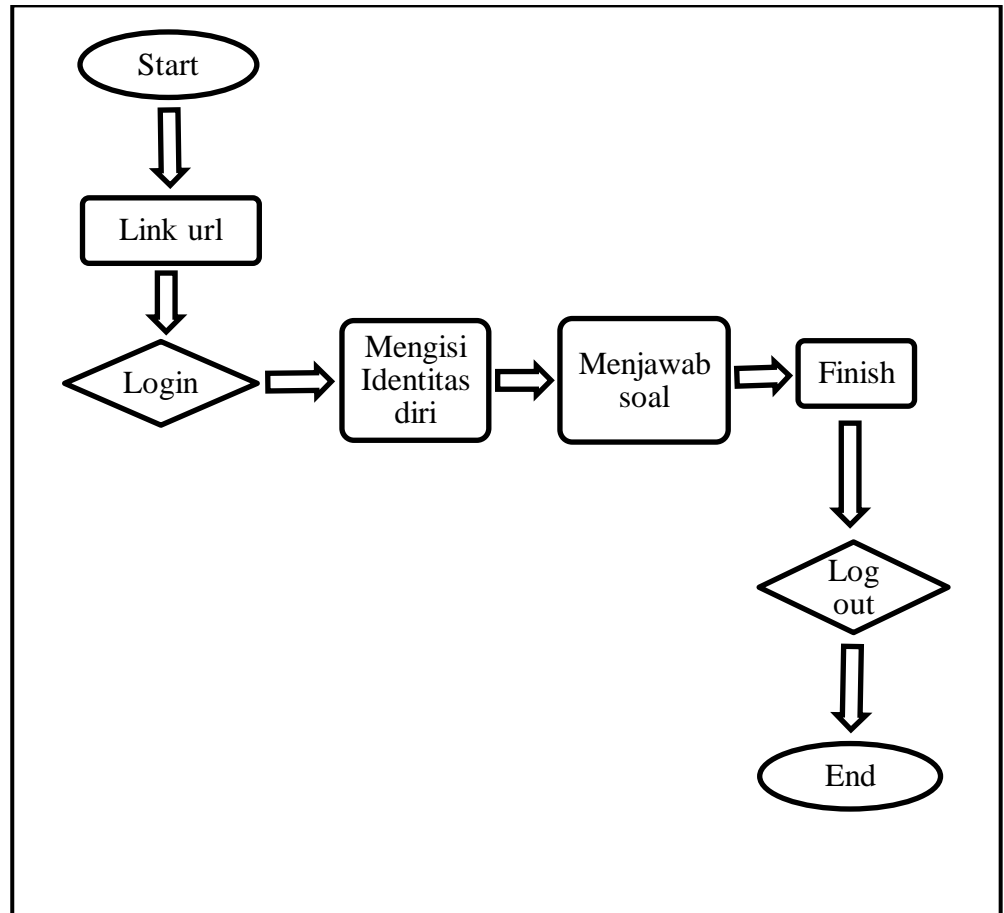 Start
Link url
Login
Mengisi
Identitas
diri
Menjawab
soal
Finish
Log
out
End